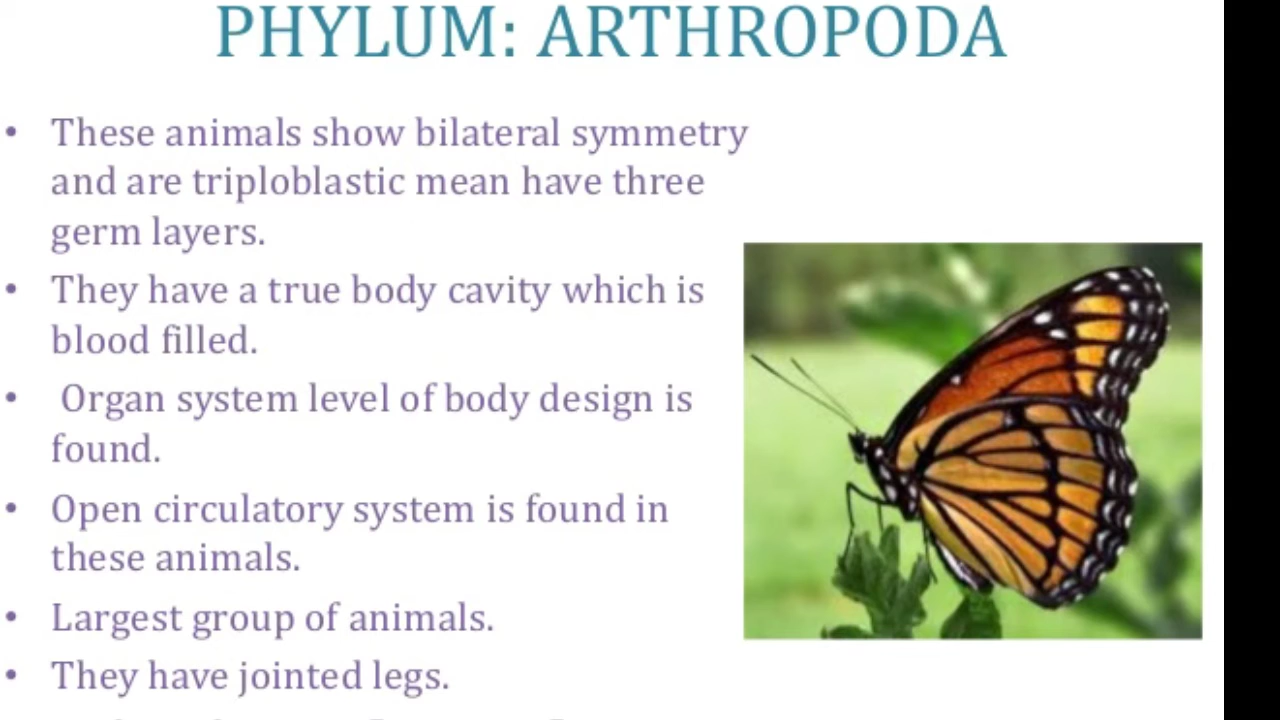 PHYLUM: ARTHROPODA
• These animals show bilateral symmetry
and are triploblastic mean have three
germ layers.
• They have a true body cavity which is
blood filled.
• Organ system level of body design is
found.
• Open circulatory system is found in
these animals.
• Largest group of animals.
• They have jointed legs.